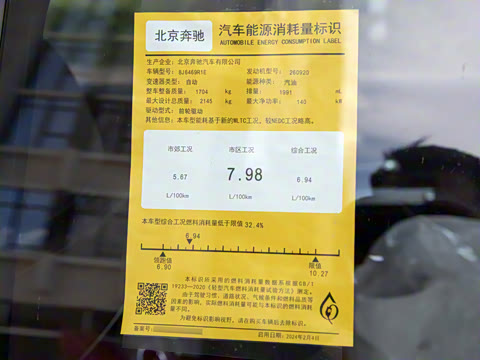 北京奔驰
汽车能源消耗量标识
AUTOMOBILE ENERGY CONSUMPTION LABEL
生产企业：北京奔驰汽车有限公司
车辆型号：BJ6469R1E 发动机型号：260920
变速器类型：自动 能源种类：汽油
整车整备质量：1704 kg 排量：1991 mL
最大设计总质量：2145 kg 最大净功率：140 kW
驱动型式：前轮驱动
其他信息：本车型能耗基于新的WLTC工况，较NEDC工况略高。
市郊工况 市区工况 综合工况
5.67 7.98 6.94
L/100km L/100km L/100km
本车型综合工况燃料消耗量低于限值 32.4%
6.94
领跑值 限值
6.90 10.27
本标识所采用的燃料消耗量数据系根据GB/T
19233—2020《轻型汽车燃料消耗量试验方法》测定。
由于驾驶习惯、道路状况、气候条件和燃料品质等
因素的影响，实际燃料消耗量可能与本标识的燃料消耗
量不同。
为避免标识影响视野，请在购买车辆后去除标识。
备案号：
启用日期：2024年2月4日